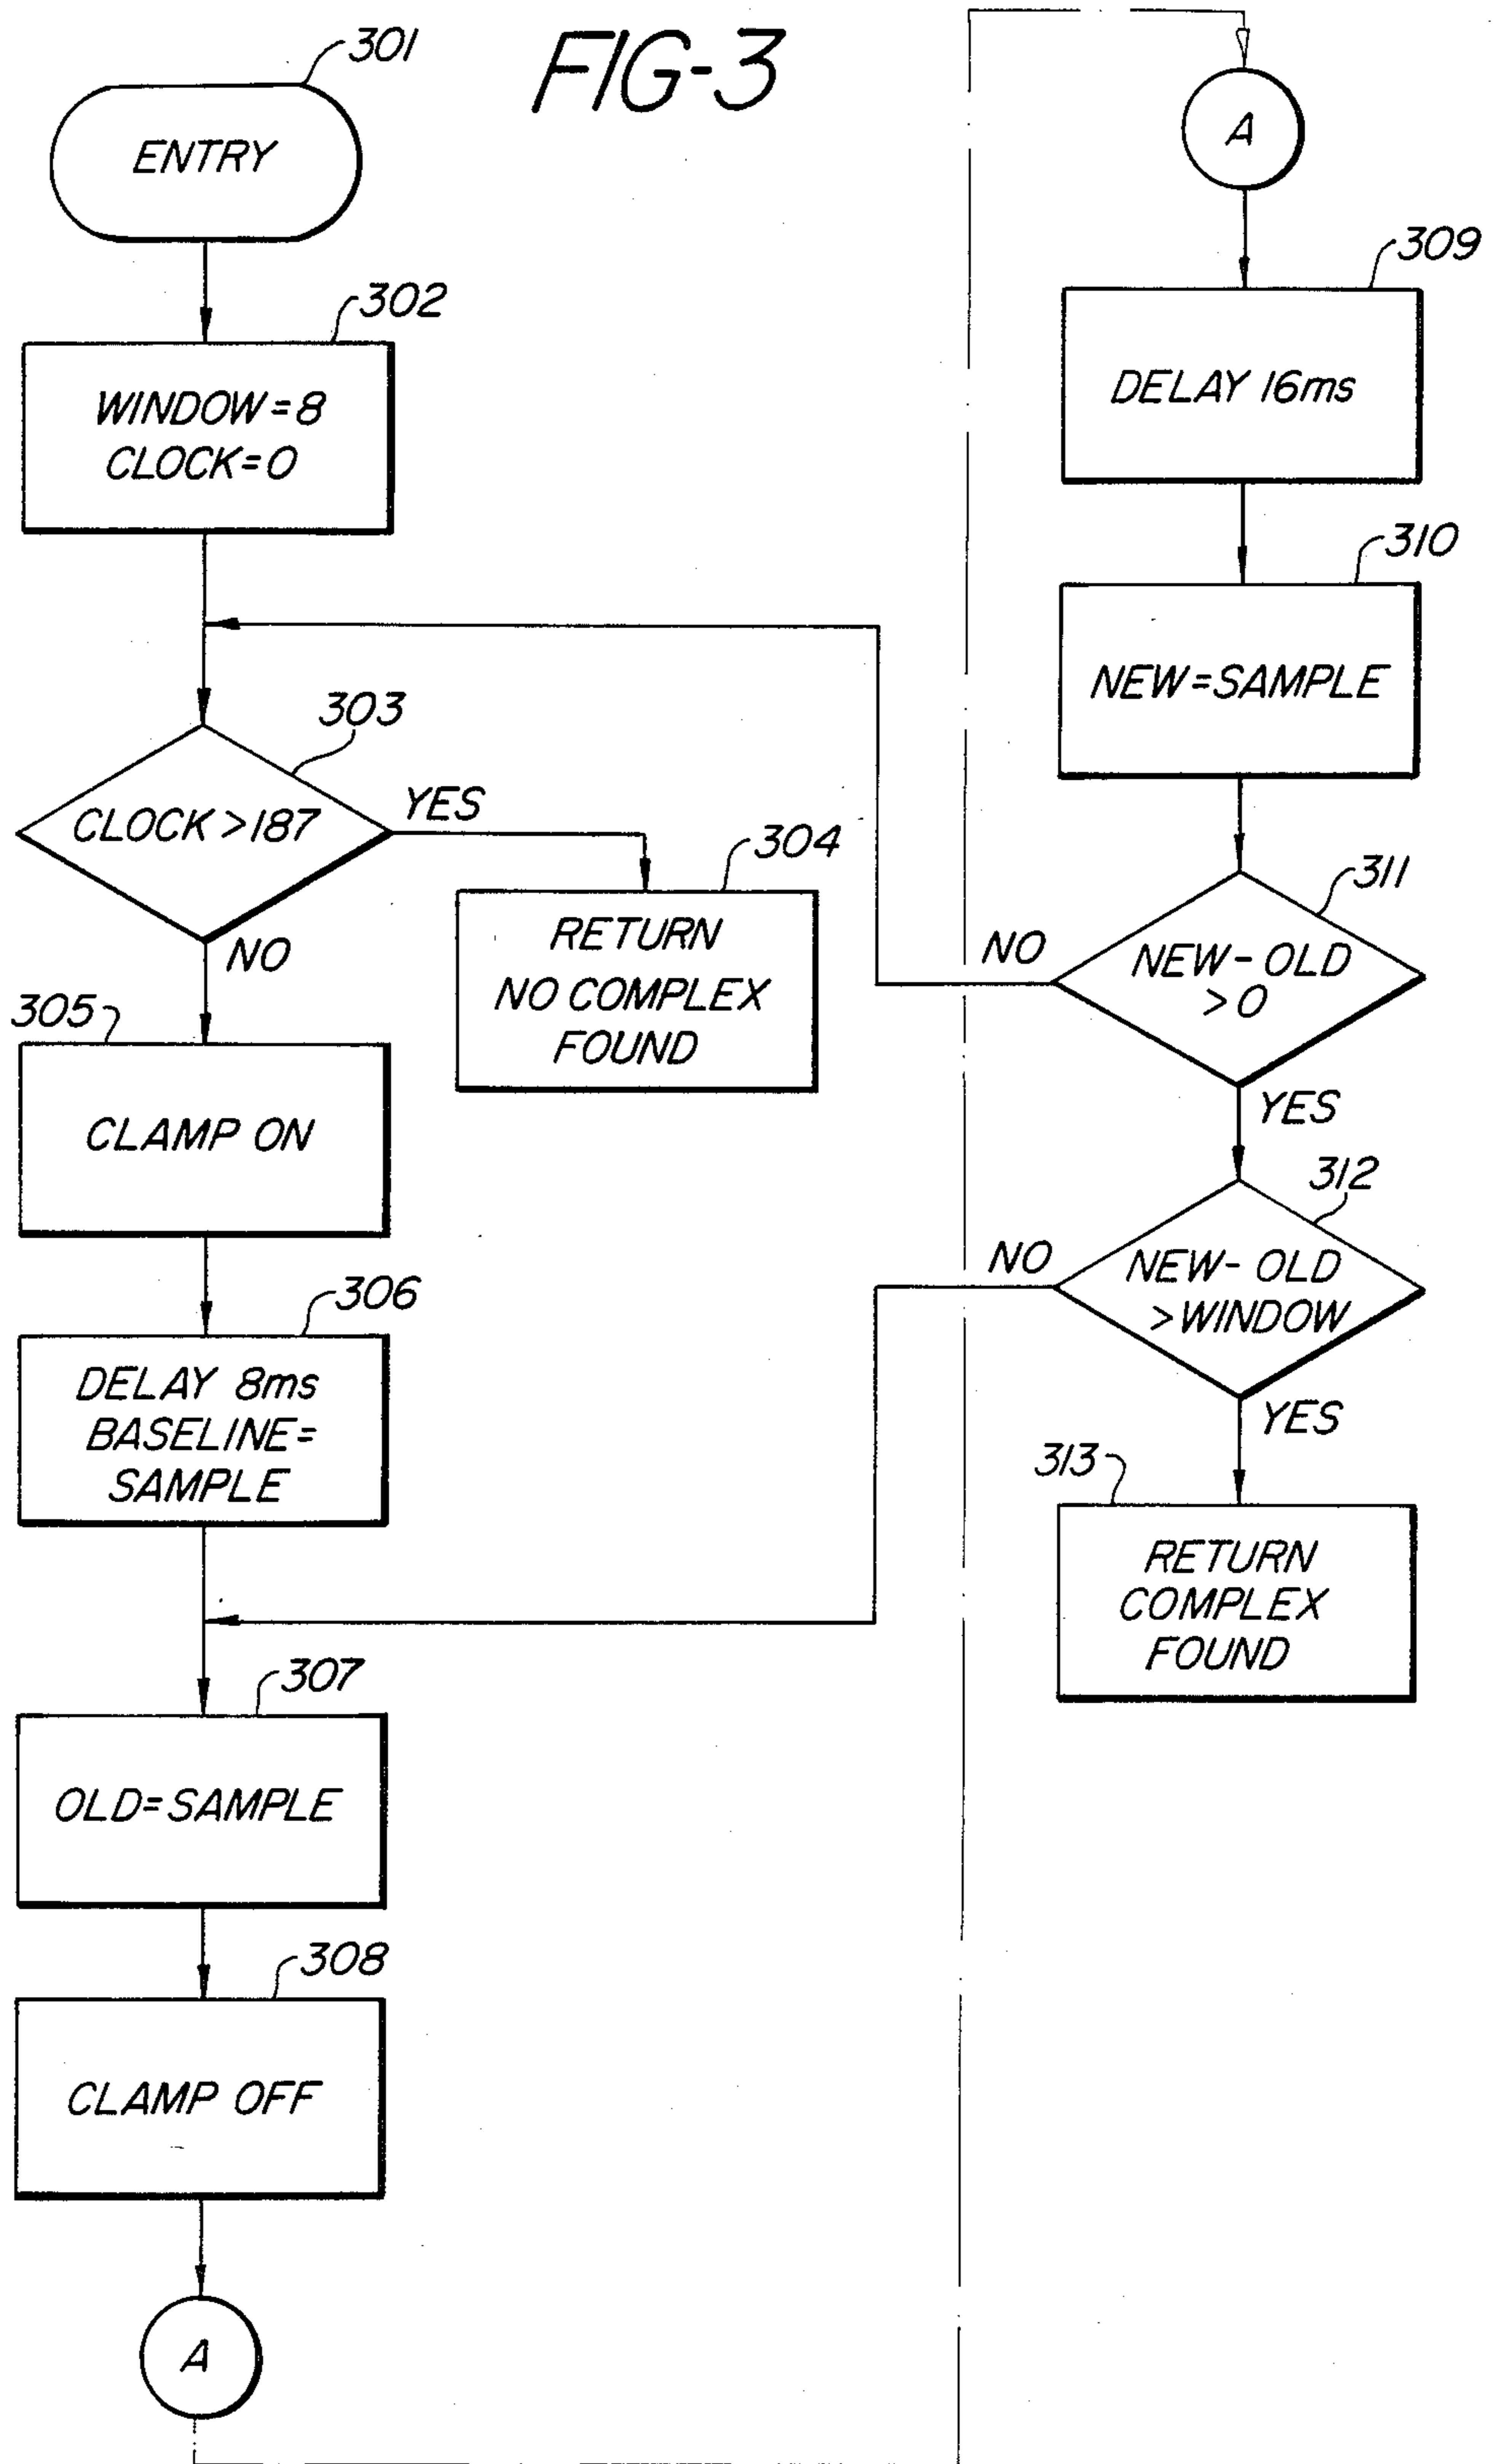 FIG-3
301
ENTRY
302
WINDOW=8
CLOCK=0
303
CLOCK>187
YES
NO
304
RETURN
NO COMPLEX
FOUND
305
CLAMP ON
306
DELAY 8ms
BASELINE=
SAMPLE
307
OLD=SAMPLE
308
CLAMP OFF
A
A
309
DELAY 16ms
310
NEW=SAMPLE
311
NEW-OLD
>0
NO
YES
312
NEW-OLD
>WINDOW
NO
YES
313
RETURN
COMPLEX
FOUND